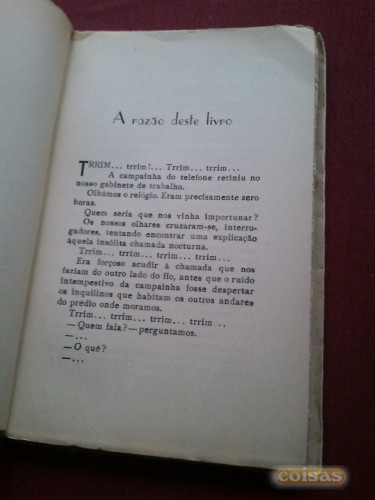 A razão deste livro
TRRIM... trrim!... Trrim... trrim...
A campainha do telefone retiniu no
nosso gabinete de trabalho.
Olhámos o relógio. Eram precisamente zero
horas.
Quem seria que nos vinha importunar?
Os nossos olhares cruzaram-se, interro-
gadores, tentando encontrar uma explicação
àquela insólita chamada nocturna.
Trrim... trrim... trrim... trrim...
Era forçoso acudir à chamada que nos
faziam do outro lado do fio, antes que o ruído
intempestivo da campainha fosse despertar
os inquilinos que habitam os outros andares
do prédio onde moramos.
Trrim... trrim... trrim... trrim...
—Quem fala?—perguntamos.
—...
—O quê?
—...
coisas